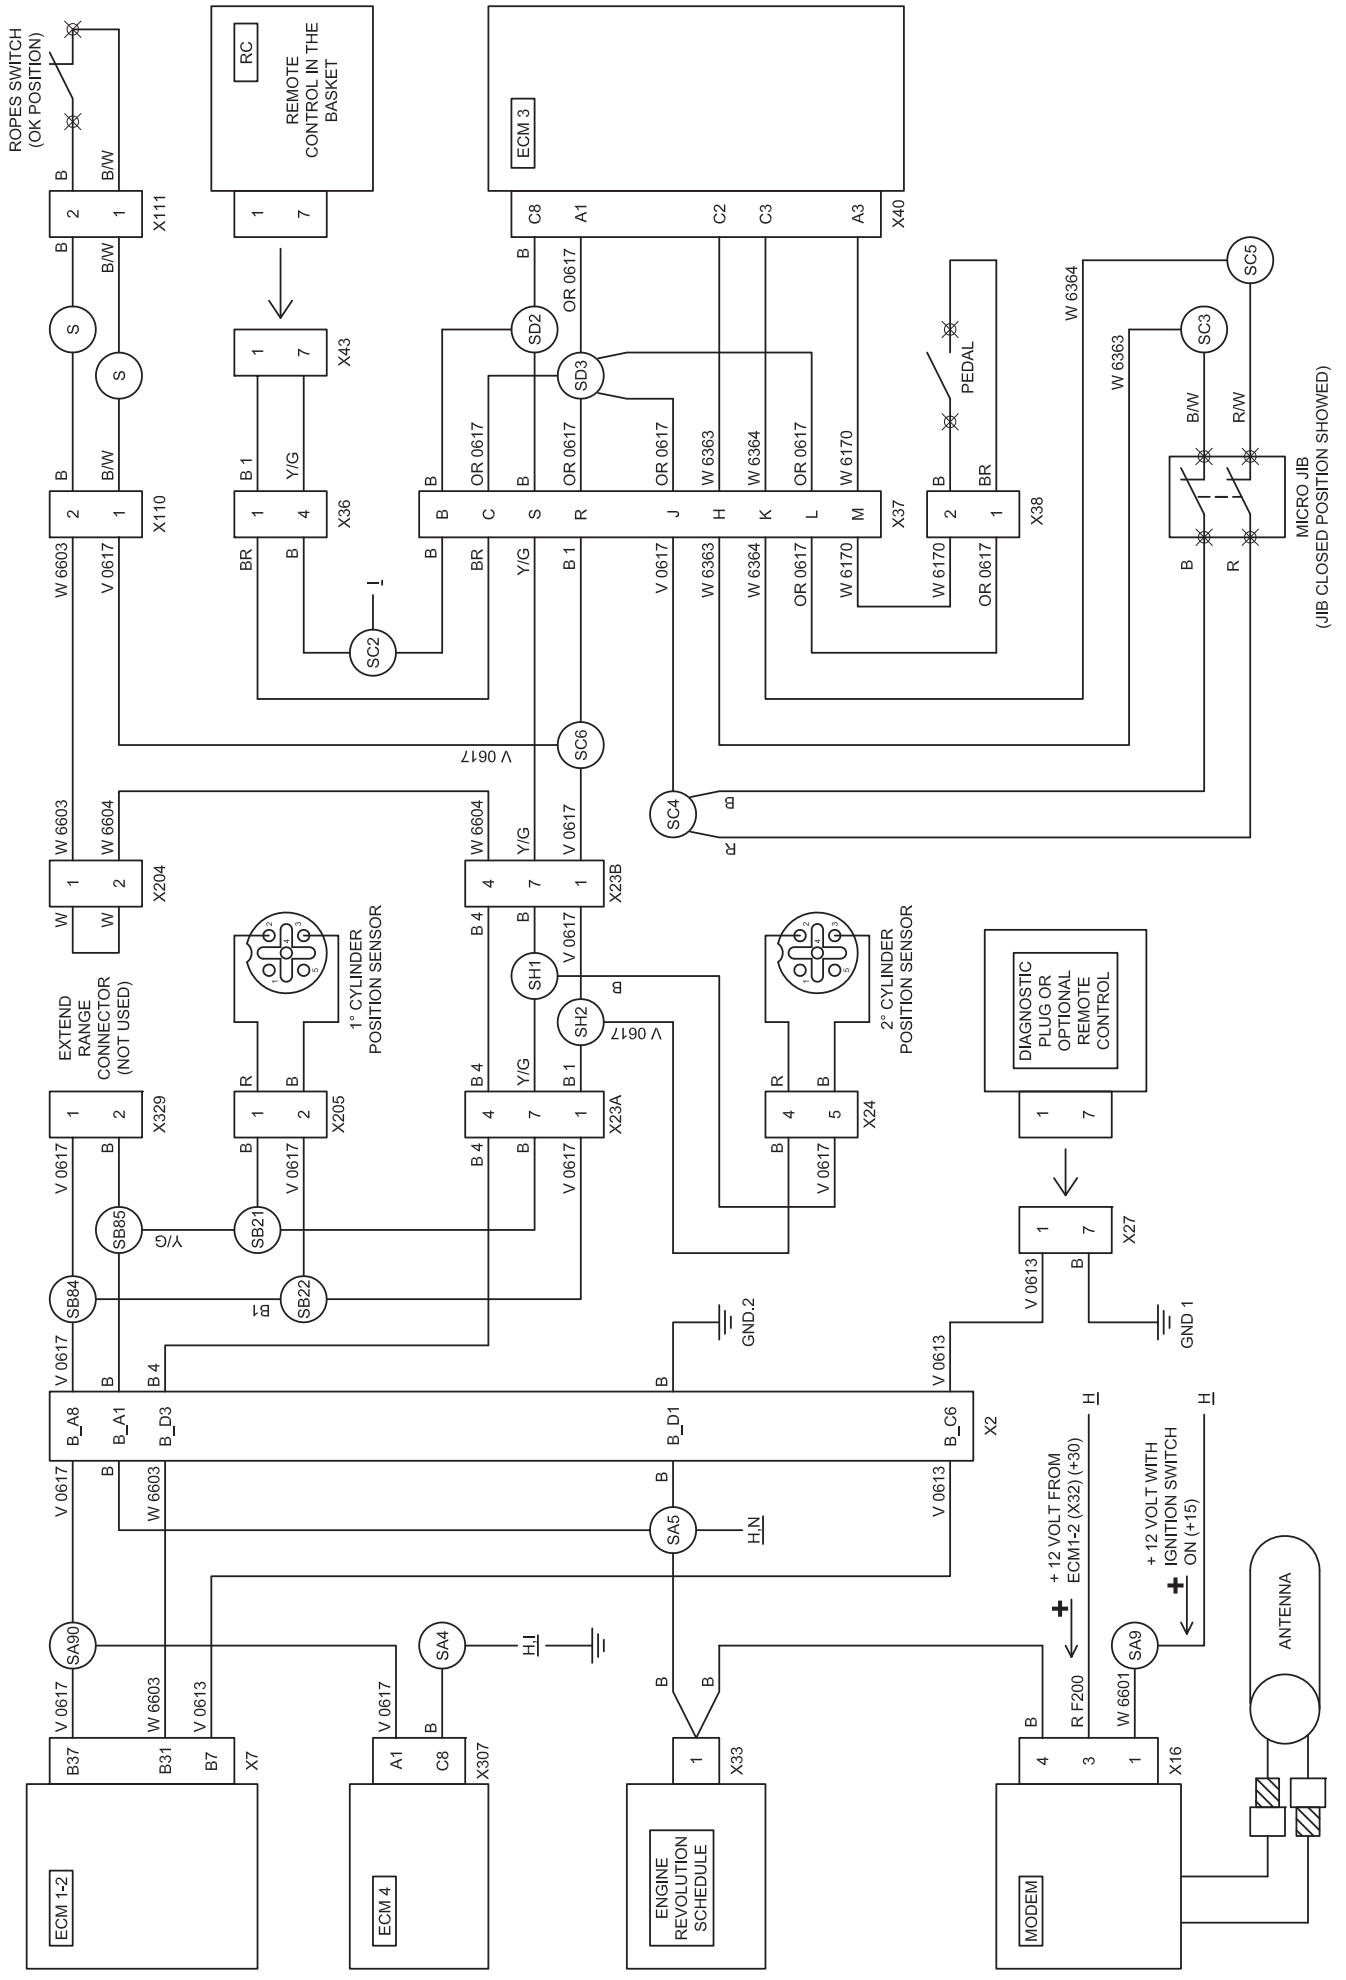 ROPES SWITCH
(OK POSITION)
B
B/W
2
1
X111
B
B/W
S
S
B
B/W
2
1
X110
W 6603
V 0617
W 6603
W 6604
1
2
X204
W
W
EXTEND
RANGE
CONNECTOR
(NOT USED)
1
2
X329
V 0617
B
SB85
SB84
Y/G
B1
V 0617
B
B 4
RC
REMOTE
CONTROL IN THE
BASKET
1
7
1
7
X43
B 1
Y/G
1
4
X36
BR
B
SC2
I
1
2
3
4
5
1° CYLINDER
POSITION SENSOR
R
B
1
2
X205
B
V 0617
SB21
SB22
ECM 3
C8
A1
C2
C3
A3
X40
B
OR 0617
SD2
SD3
B
OR 0617
B
OR 0617
OR 0617
W 6363
W 6364
OR 0617
W 6170
B
C
S
R
J
H
K
L
M
X37
B
BR
Y/G
B 1
V 0617
W 6363
W 6364
OR 0617
W 6170
PEDAL
B
BR
2
1
X38
W 6170
OR 0617
W 6364
W 6363
SC5
SC3
B/W
R/W
MICRO JIB
(JIB CLOSED POSITION SHOWED)
B
R
SC6
V 0617
SC4
B
R
W 6604
Y/G
V 0617
4
7
1
X23B
B 4
B
V 0617
SH1
SH2
B
V 0617
B 4
Y/G
B 1
4
7
1
X23A
B 4
B
V 0617
1
2
3
4
5
2° CYLINDER
POSITION SENSOR
R
B
4
5
X24
B
V 0617
DIAGNOSTIC
PLUG OR
OPTIONAL
REMOTE
CONTROL
1
7
1
7
X27
V 0613
B
GND 1
GND.2
B
V 0613
B_A8
B_A1
B_D3
B_D1
B_C6
X2
V 0617
B
W 6603
B
V 0613
SA5
H,N
SA90
SA4
H,I
V 0617
W 6603
V 0613
B37
B31
B7
X7
ECM 1-2
V 0617
B
A1
C8
X307
ECM 4
B
B
1
X33
ENGINE
REVOLUTION
SCHEDULE
H
H
+ 12 VOLT FROM
ECM1-2 (X32) (+30)
+
+ 12 VOLT WITH
IGNITION SWITCH
ON (+15)
+
SA9
B
R F200
W 6601
4
3
1
X16
MODEM
ANTENNA